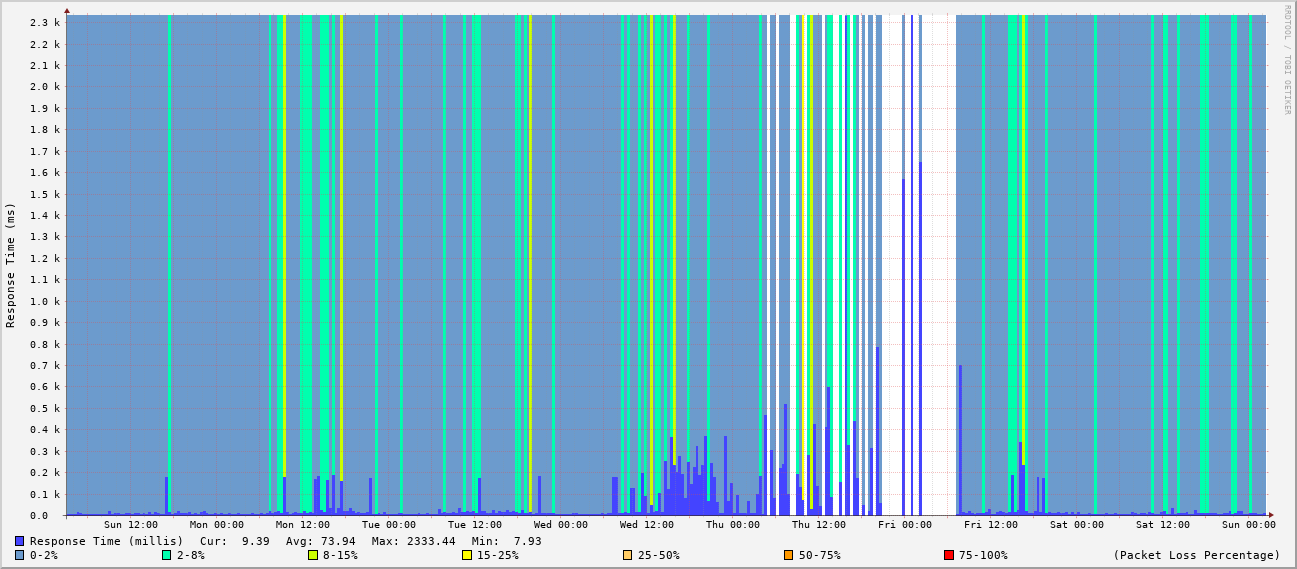 2.3 k
2.2 k
2.1 k
2.0 k
1.9 k
1.8 k
1.7 k
1.6 k
1.5 k
1.4 k
1.3 k
1.2 k
1.1 k
1.0 k
0.9 k
0.8 k
0.7 k
0.6 k
0.5 k
0.4 k
0.3 k
0.2 k
0.1 k
0.0
Response Time (ms)
RRDTOOL / TOBI OETIKER
Sun 12:00 Mon 00:00 Mon 12:00 Tue 00:00 Tue 12:00 Wed 00:00 Wed 12:00 Thu 00:00 Thu 12:00 Fri 00:00 Fri 12:00 Sat 00:00 Sat 12:00 Sun 00:00
Response Time (millis) Cur: 9.39 Avg: 73.94 Max: 2333.44 Min: 7.93
0-2% 2-8% 8-15% 15-25% 25-50% 50-75% 75-100% (Packet Loss Percentage)